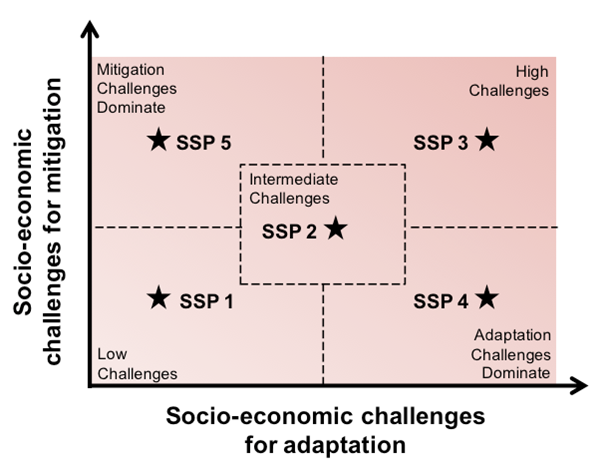 Mitigation
Challenges
Dominate
High
Challenges
★ SSP 5
SSP 3 ★
Intermediate
Challenges
SSP 2 ★
★ SSP 1
SSP 4 ★
Low
Challenges
Adaptation
Challenges
Dominate
Socio-economic
challenges for mitigation
Socio-economic challenges
for adaptation